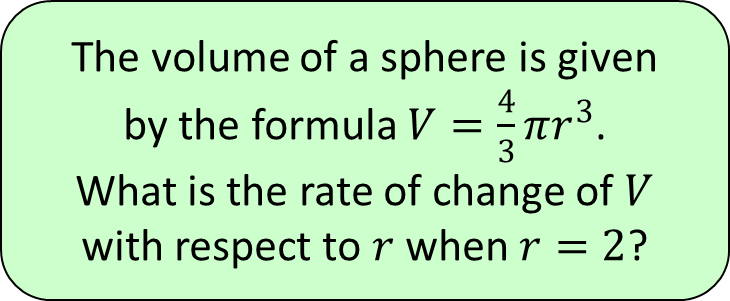 The volume of a sphere is given
by the formula 𝑉 = 4/3 𝜋𝑟³.
What is the rate of change of 𝑉
with respect to 𝑟 when 𝑟 = 2?